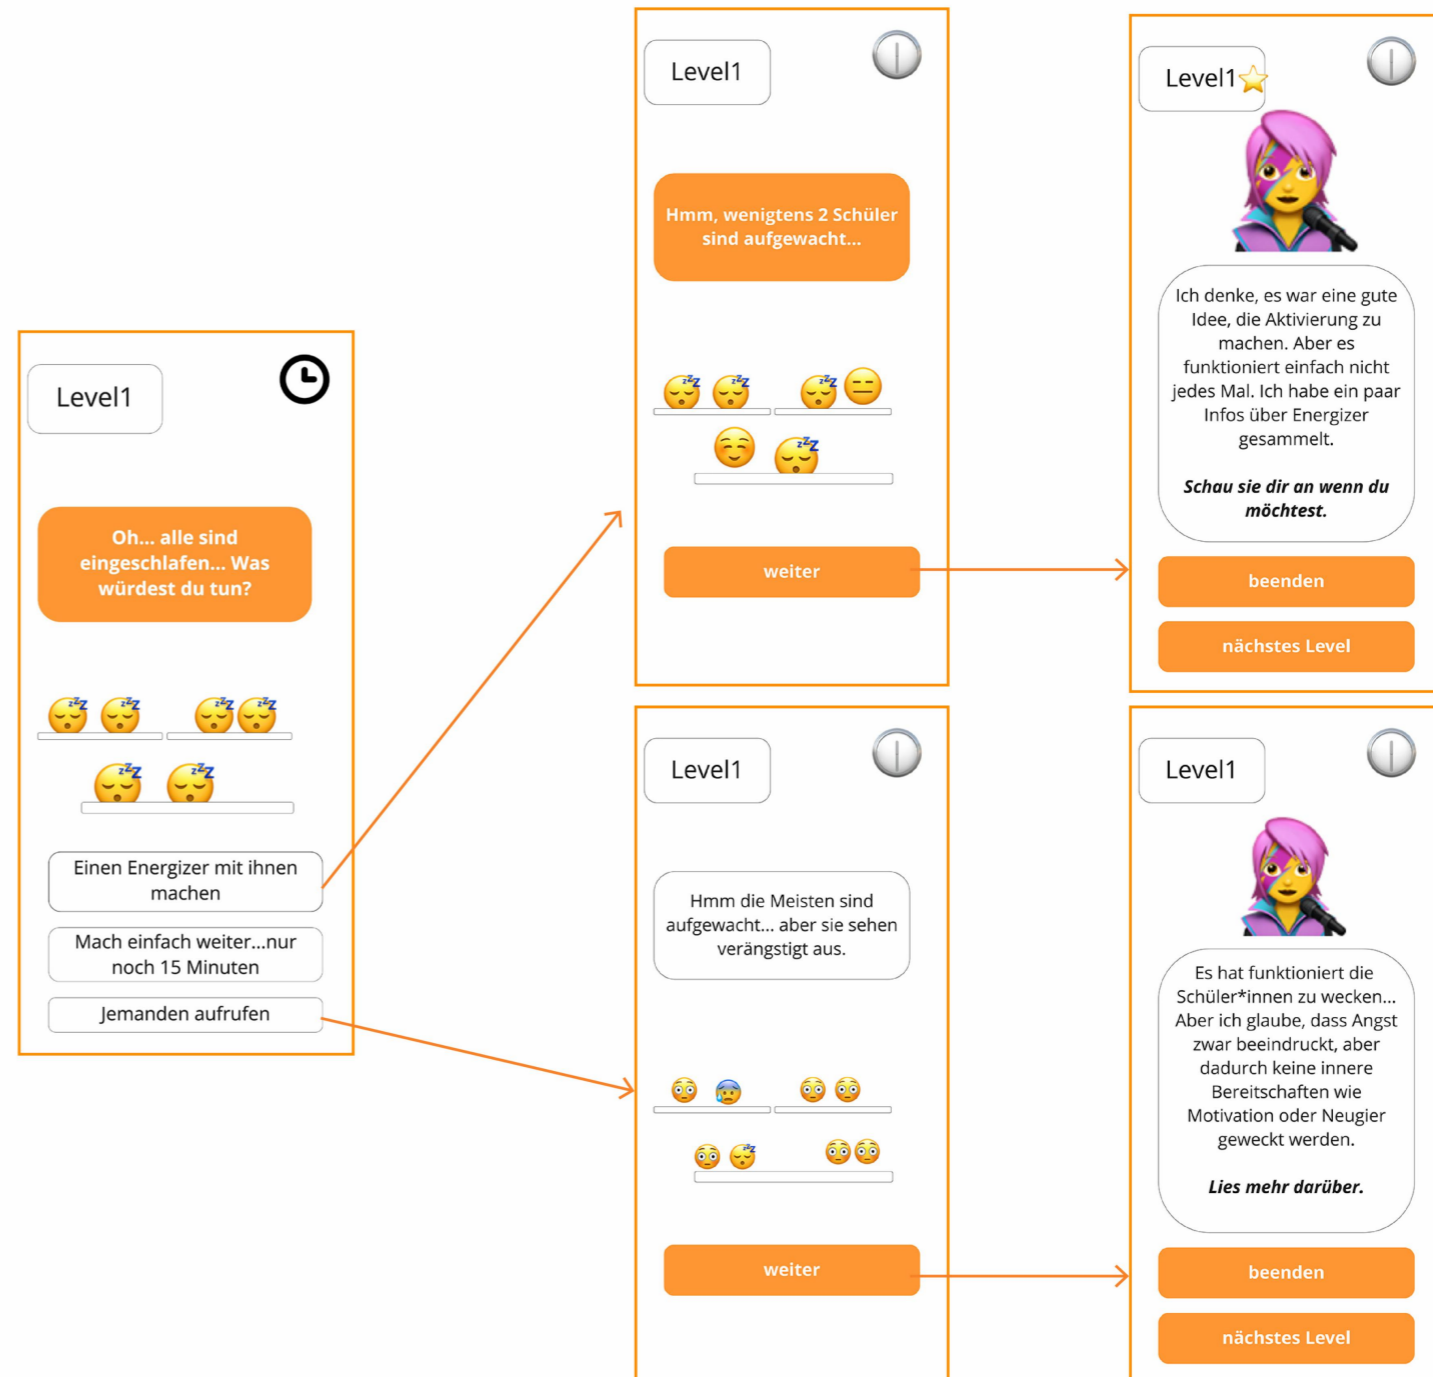 Level1
Oh... alle sind
eingeschlafen... Was
würdest du tun?
Einen Energizer mit ihnen
machen
Mach einfach weiter...nur
noch 15 Minuten
Jemanden aufrufen
Level1
Hmm, wenigtens 2 Schüler
sind aufgewacht...
weiter
Level1
Ich denke, es war eine gute
Idee, die Aktivierung zu
machen. Aber es
funktioniert einfach nicht
jedes Mal. Ich habe ein paar
Infos über Energizer
gesammelt.
Schau sie dir an wenn du
möchtest.
beenden
nächstes Level
Level1
Hmm die Meisten sind
aufgewacht... aber sie sehen
verängstigt aus.
weiter
Level1
Es hat funktioniert die
Schüler*innen zu wecken...
Aber ich glaube, dass Angst
zwar beeindruckt, aber
dadurch keine innere
Bereitschaften wie
Motivation oder Neugier
geweckt werden.
Lies mehr darüber.
beenden
nächstes Level